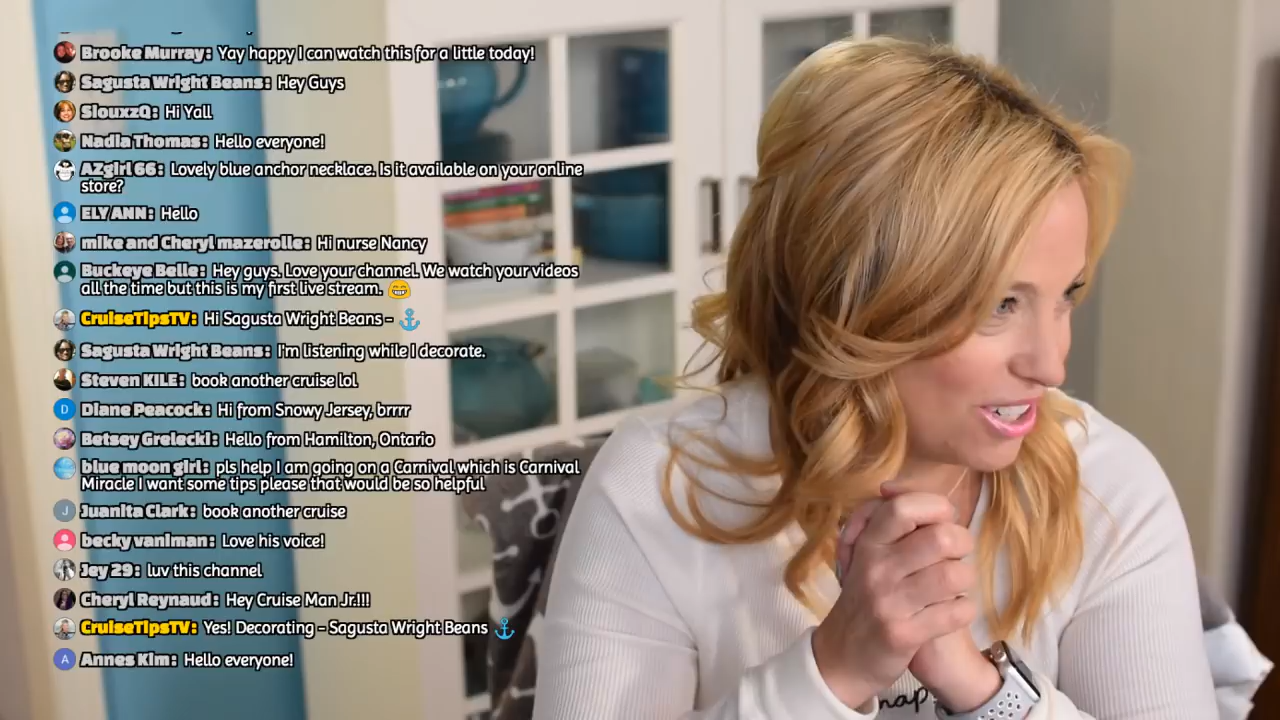 Brooke Murray: Yay happy I can watch this for a little today!
Sagusta Wright Beans: Hey Guys
SiouxzQ: Hi Yall
Nadia Thomas: Hello everyone!
AZgirl 66: Lovely blue anchor necklace. Is it available on your online
store?
ELY ANN: Hello
mike and Cheryl mazerolle: Hi nurse Nancy
Buckeye Belle: Hey guys. Love your channel. We watch your videos
all the time but this is my first live stream. 😁
CruiseTipsTV: Hi Sagusta Wright Beans - ⚓
Sagusta Wright Beans: I'm listening while I decorate.
Steven KILE: book another cruise lol
D Diane Peacock: Hi from Snowy Jersey, brrrr
Betsey Grelecki: Hello from Hamilton, Ontario
blue moon girl: pls help I am going on a Carnival which is Carnival
Miracle I want some tips please that would be so helpful
J Juanita Clark: book another cruise
becky vaniman: Love his voice!
Jey 29: luv this channel
Cheryl Reynaud: Hey Cruise Man Jr.!!!
CruiseTipsTV: Yes! Decorating - Sagusta Wright Beans ⚓
A Annes Kim: Hello everyone!